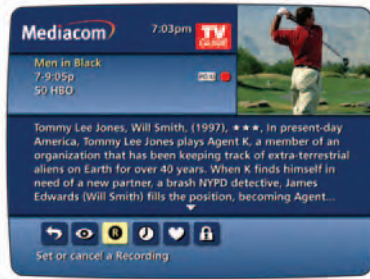 Mediacom
7:03pm
TV
GUIDE
Men in Black
7-9:05p
50 HBO
PG13
Tommy Lee Jones, Will Smith, (1997), ★★★, In present-day
America, Tommy Lee Jones plays Agent K, a member of an
organization that has been keeping track of extra-terrestrial
aliens on Earth for over 40 years. When K finds himself in
need of a new partner, a brash NYPD detective, James
Edwards (Will Smith) fills the position, becoming Agent...
R
Set or cancel a Recording